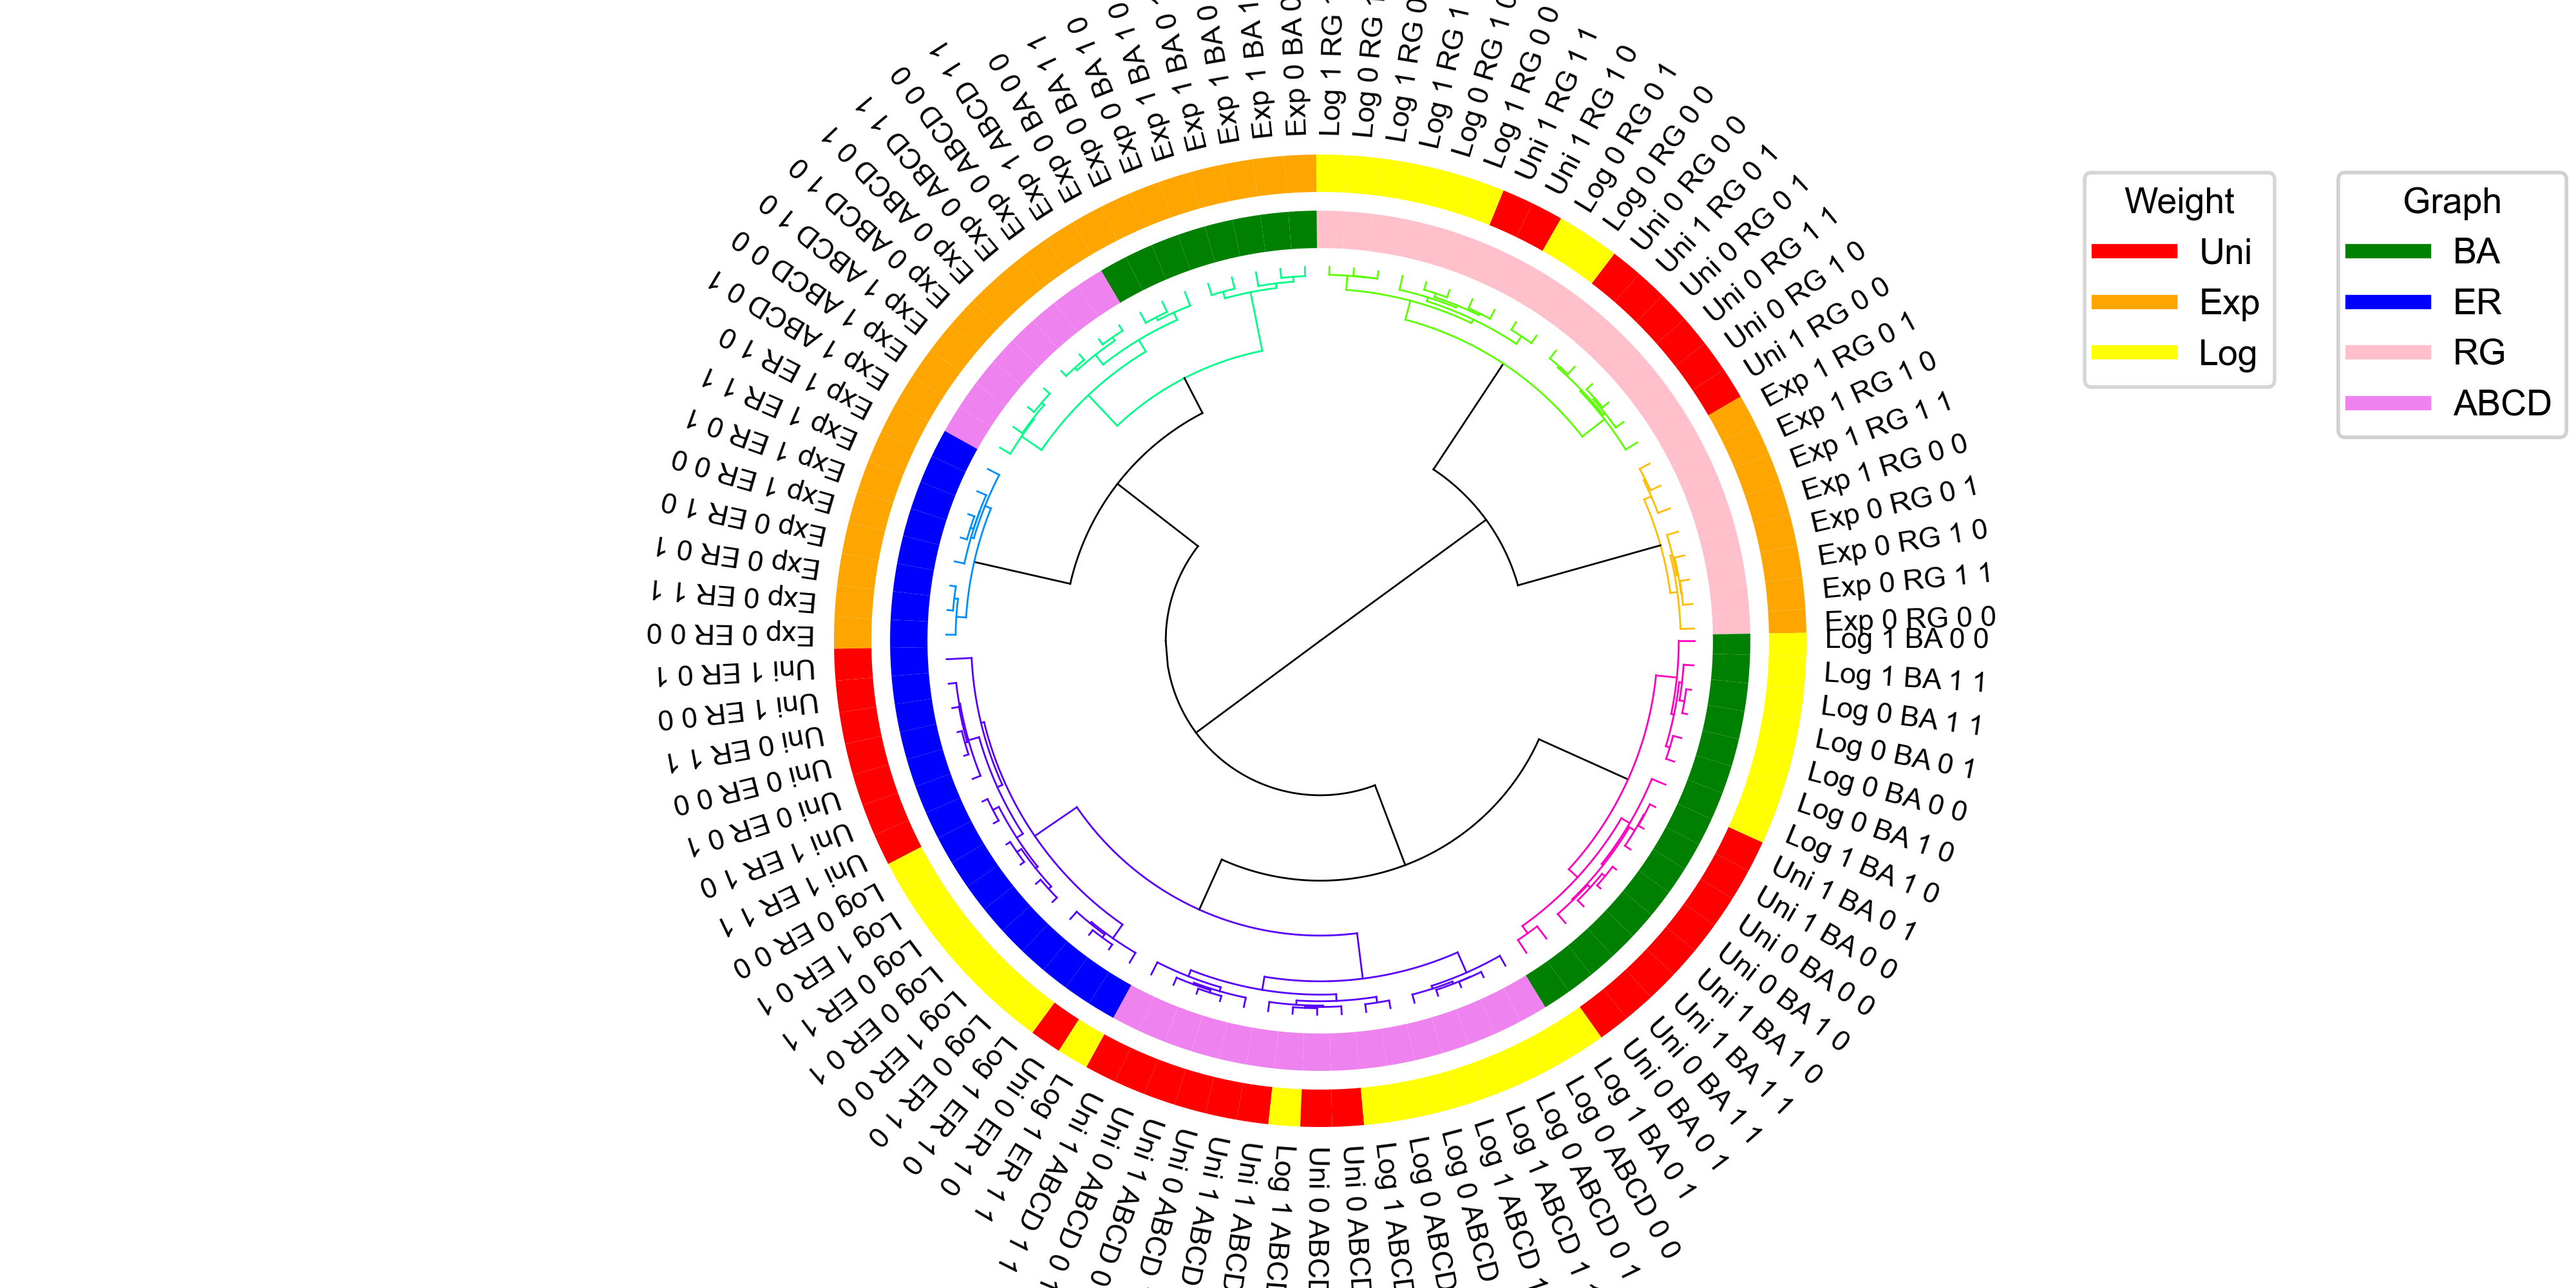 Log 1 RG
Log 0 RG 1
Log 1 RG 0
Log 1 RG 1
Log 0 RG 1 0
Log 1 RG 0 0
Uni 1 RG 1 1
Uni 1 RG 1 0
Log 0 RG 0 1
Log 0 RG 0 0
Uni 0 RG 0 0
Uni 1 RG 0 1
Uni 0 RG 0 1
Uni 0 RG 1 1
Uni 0 RG 1 0
Uni 1 RG 0 0
Exp 1 RG 0 1
Exp 1 RG 1 0
Exp 1 RG 1 1
Exp 1 RG 0 0
Exp 0 RG 0 1
Exp 0 RG 1 0
Exp 0 RG 1 1
Exp 0 RG 0 0
Log 1 BA 0 0
Log 1 BA 1 1
Log 0 BA 1 1
Log 0 BA 0 1
Log 0 BA 0 0
Log 0 BA 1 0
Log 1 BA 1 0
Uni 1 BA 0 1
Uni 1 BA 0 0
Uni 0 BA 0 0
Uni 0 BA 1 0
Uni 1 BA 1 0
Uni 1 BA 1 1
Uni 0 BA 1 1
Uni 0 BA 0 1
Log 1 BA 0 1
Log 0 ABCD 0 0
Log 0 ABCD 0 1
Log 1 ABCD 1
Log 1 ABCD 1
Log 0 ABCD
Log 0 ABCD
Log 1 ABCD
Uni 0 ABCD
Uni 0 ABCD
Log 1 ABCD
Uni 1 ABCD
Uni 1 ABCD
Uni 0 ABCD
Uni 1 ABCD 0
Uni 0 ABCD 0 1
Uni 1 ABCD 1 1
Log 1 ER 1 1
Uni 0 ER 1 0
Log 1 ER 1 0
Log 0 ER 1 0
Log 1 ER 0 0
Log 0 ER 0 1
Log 0 ER 1 1
Log 1 ER 0 1
Log 0 ER 0 0
Uni 1 ER 1 1
Uni 1 ER 1 0
Uni 0 ER 0 1
Uni 0 ER 0 0
Uni 0 ER 1 1
Uni 1 ER 0 0
Uni 1 ER 0 1
Exp 0 ER 0 0
Exp 0 ER 1 1
Exp 0 ER 0 1
Exp 0 ER 1 0
Exp 1 ER 0 0
Exp 1 ER 0 1
Exp 1 ER 1 1
Exp 1 ER 1 0
Exp 1 ABCD 0 1
Exp 1 ABCD 0 0
Exp 1 ABCD 1 0
Exp 0 ABCD 1 0
Exp 0 ABCD 0 1
Exp 0 ABCD 1 1
Exp 0 ABCD 0 0
Exp 1 ABCD 1 1
Exp 0 BA 0 0
Exp 0 BA 1 1
Exp 0 BA 1 0
Exp 1 BA 1 0
Exp 1 BA 0
Exp 1 BA 0
Exp 1 BA 1
Exp 0 BA 0
Weight
Uni
Exp
Log
Graph
BA
ER
RG
ABCD